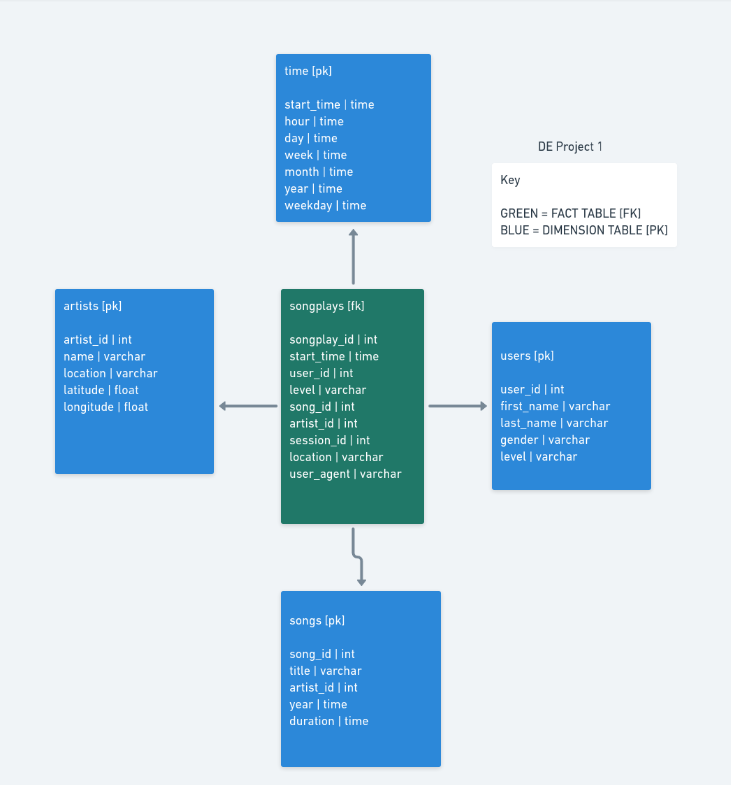 time [pk]
start_time | time
hour | time
day | time
week | time
month | time
year | time
weekday | time
DE Project 1
Key
GREEN = FACT TABLE [FK]
BLUE = DIMENSION TABLE [PK]
artists [pk]
artist_id | int
name | varchar
location | varchar
latitude | float
longitude | float
songplays [fk]
songplay_id | int
start_time | time
user_id | int
level | varchar
song_id | int
artist_id | int
session_id | int
location | varchar
user_agent | varchar
users [pk]
user_id | int
first_name | varchar
last_name | varchar
gender | varchar
level | varchar
songs [pk]
song_id | int
title | varchar
artist_id | int
year | time
duration | time